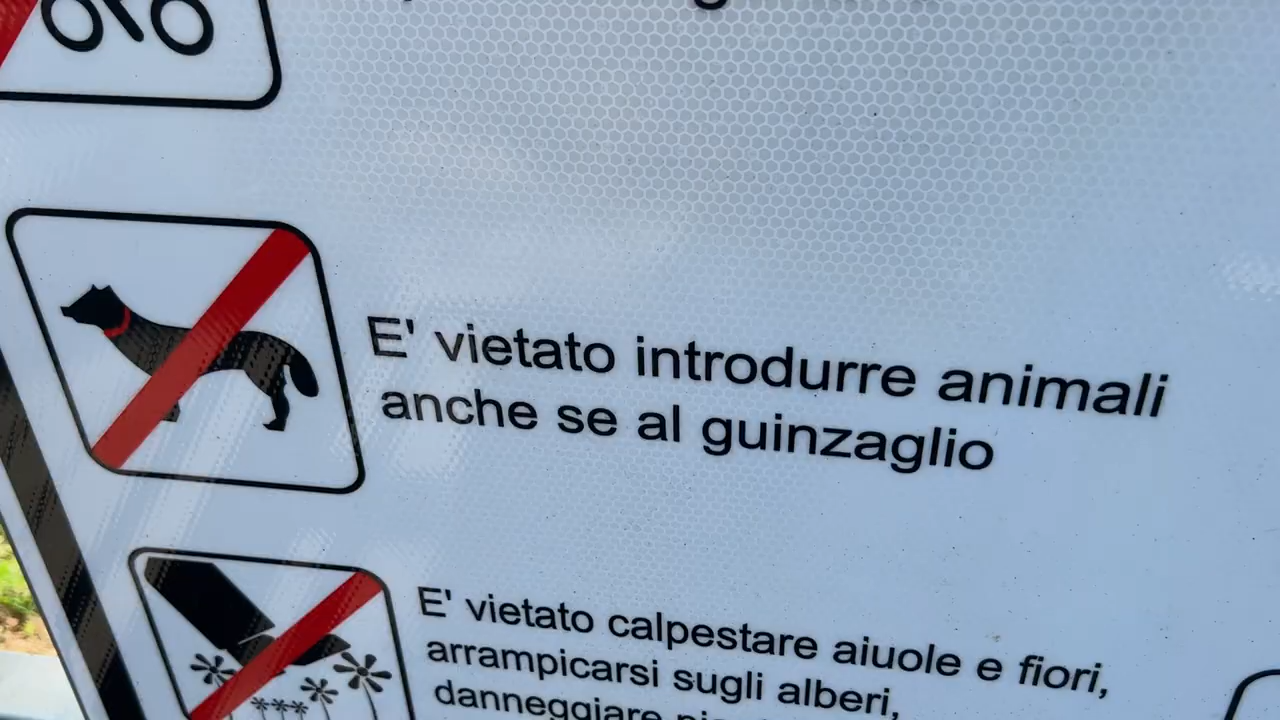 E' vietato introdurre animali
anche se al guinzaglio
E' vietato calpestare aiuole e fiori,
arrampicarsi sugli alberi,
danneggiare